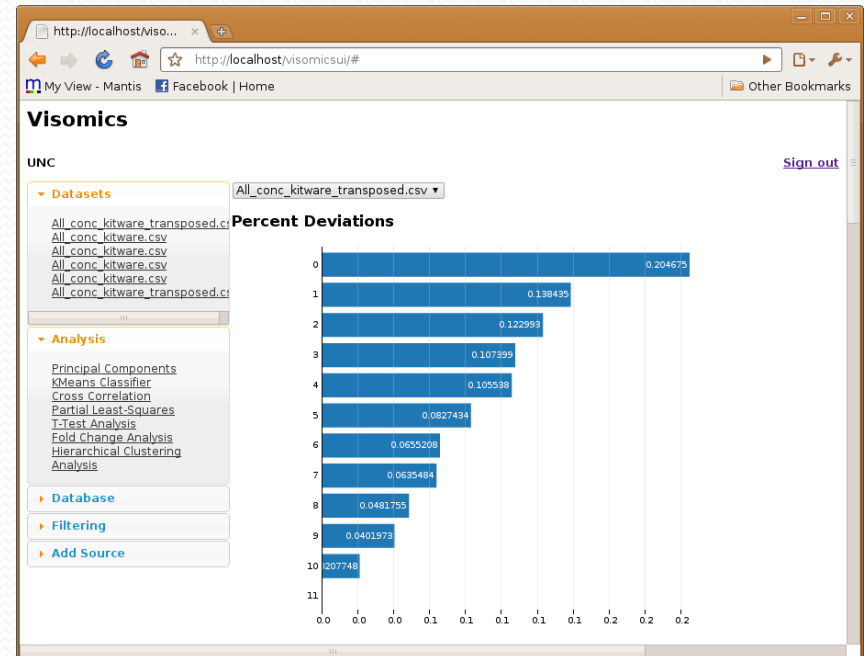 http://localhost/viso...
http://localhost/visomicsui/#
My View - Mantis Facebook | Home Other Bookmarks
Visomics
UNC Sign out
Datasets
All_conc_kitware_transposed.cs
All_conc_kitware.csv
All_conc_kitware.csv
All_conc_kitware.csv
All_conc_kitware.csv
All_conc_kitware_transposed.cs
Analysis
Principal Components
KMeans Classifier
Cross Correlation
Partial Least-Squares
T-Test Analysis
Fold Change Analysis
Hierarchical Clustering
Analysis
Database
Filtering
Add Source
All_conc_kitware_transposed.csv
Percent Deviations
0 0.204675
1 0.138435
2 0.122993
3 0.107399
4 0.105538
5 0.0827434
6 0.0655208
7 0.0635484
8 0.0481755
9 0.0401973
10 0207748
11
0.0 0.0 0.0 0.1 0.1 0.1 0.1 0.1 0.2 0.2 0.2